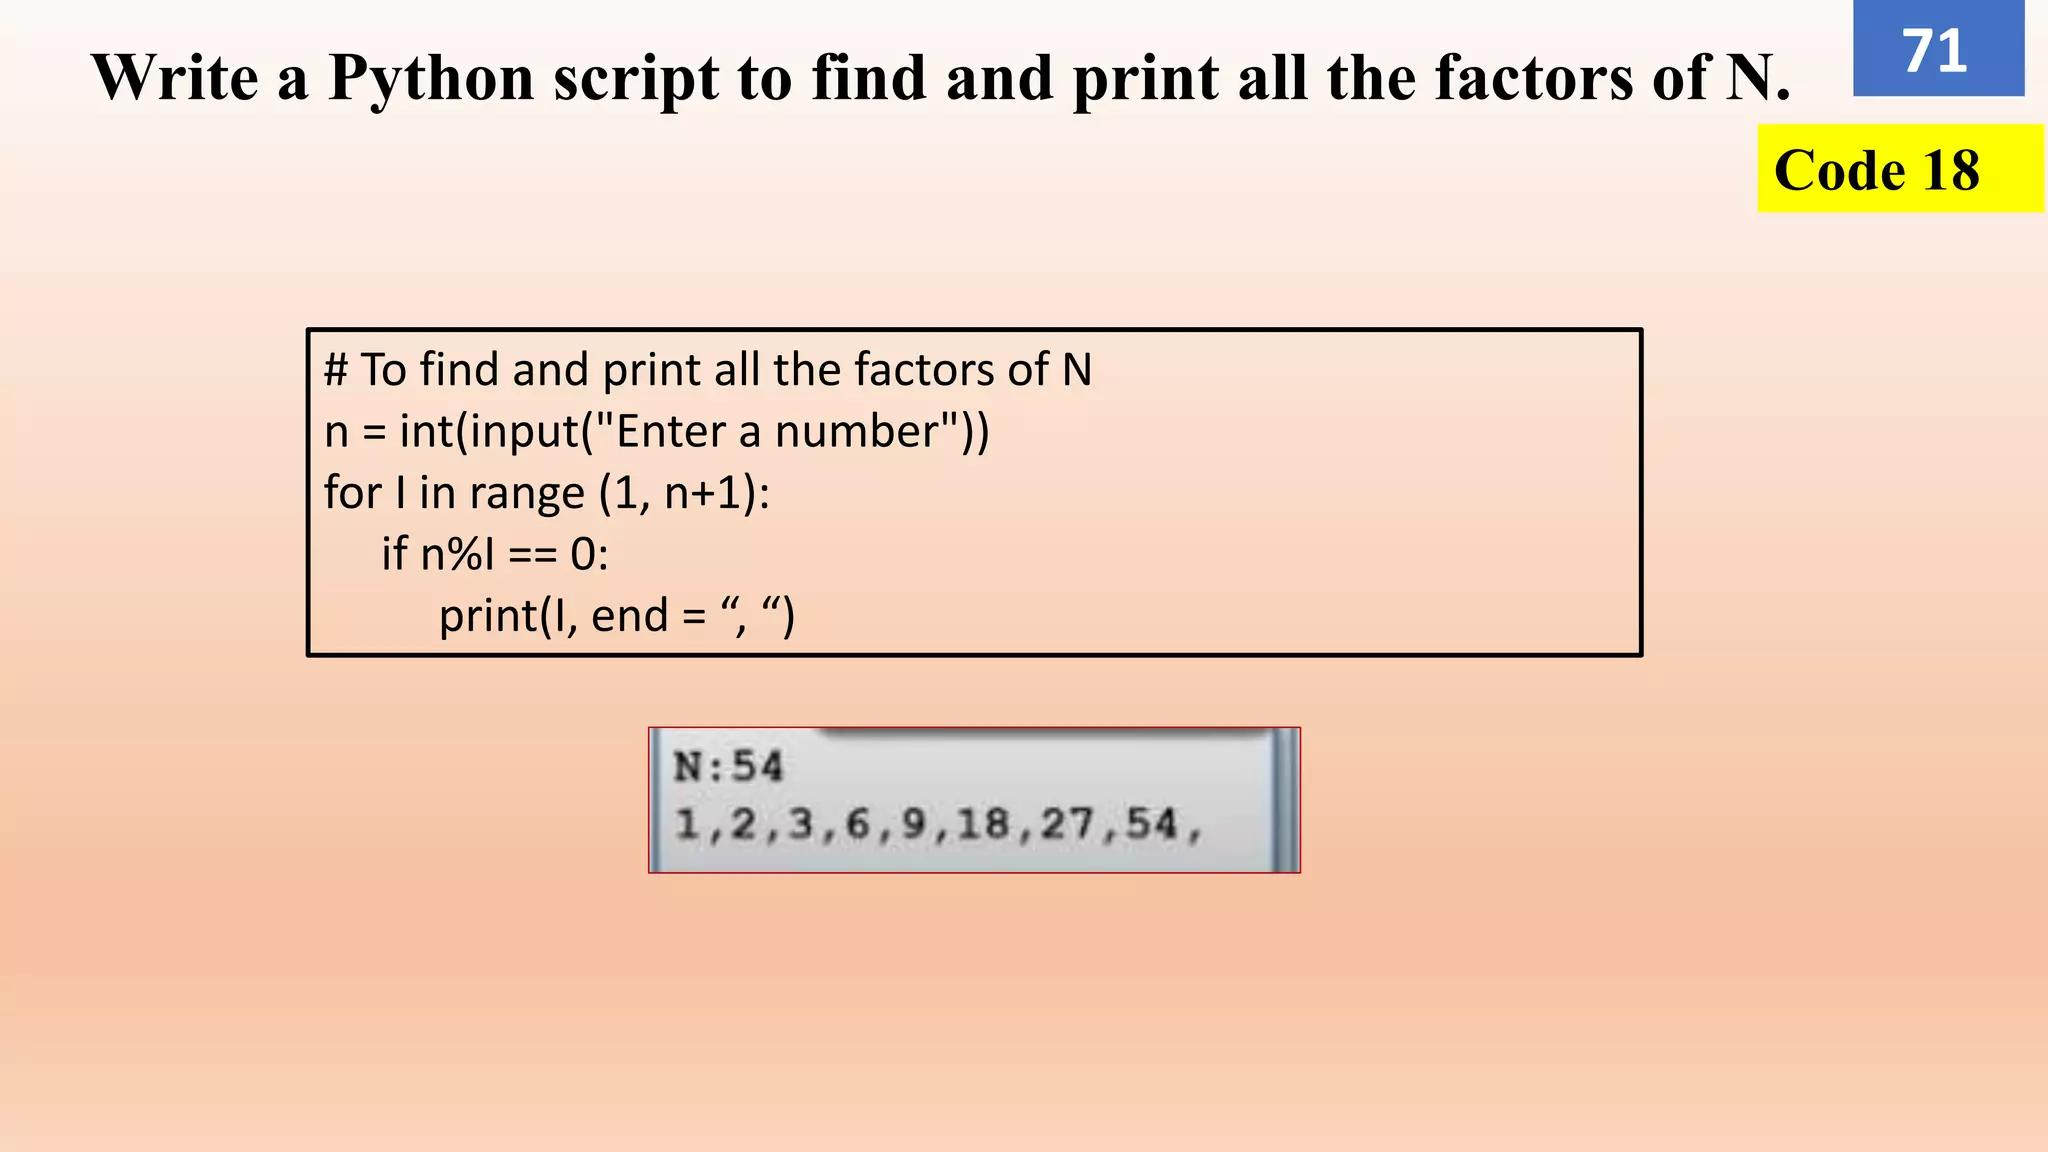 Write a Python script to find and print all the factors of N.
71
Code 18
# To find and print all the factors of N
n = int(input("Enter a number"))
for I in range (1, n+1):
if n%I == 0:
print(I, end = “, “)
N:54
1,2,3,6,9,18,27,54,